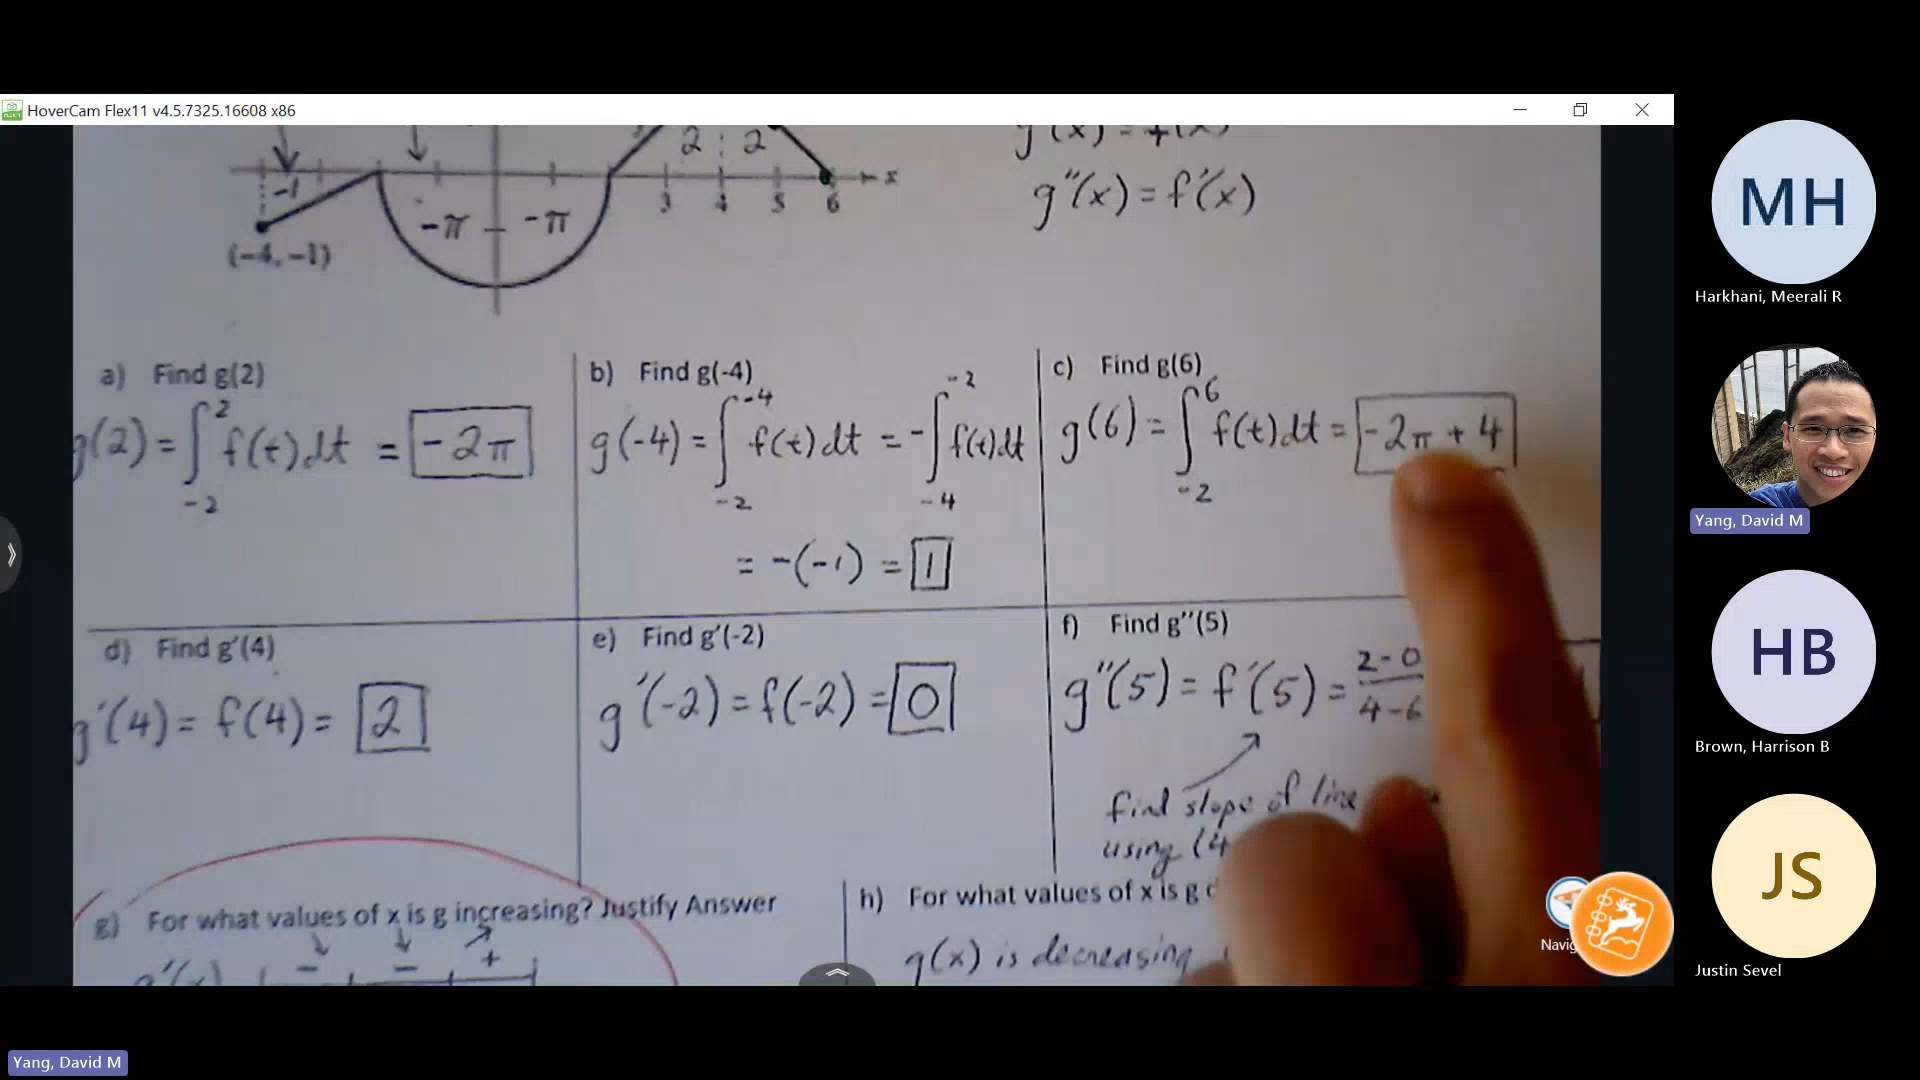 HoverCam Flex11 v4.5.7325.16608 x86
2 2
g'(x) = f(x)
x
-1
3 4 5 6
g''(x) = f'(x)
-π -π
(-4, -1)
a) Find g(2)
g(2) = ∫_{-2}^{2} f(t)dt = -2π
b) Find g(-4)
g(-4) = ∫_{-2}^{-4} f(t)dt = -∫_{-4}^{-2} f(t)dt
= -(-1) = 1
c) Find g(6)
g(6) = ∫_{-2}^{6} f(t)dt = -2π + 4
d) Find g'(4)
g'(4) = f(4) = 2
e) Find g'(-2)
g'(-2) = f(-2) = 0
f) Find g''(5)
g''(5) = f'(5) = 2-0
4-6
find slope of line
using (4
g) For what values of x is g increasing? Justify Answer
- - +
g'(x)
h) For what values of x is g
g(x) is decreasing
Navig
MH
Harkhani, Meerali R
Yang, David M
HB
Brown, Harrison B
JS
Justin Sevel
Yang, David M